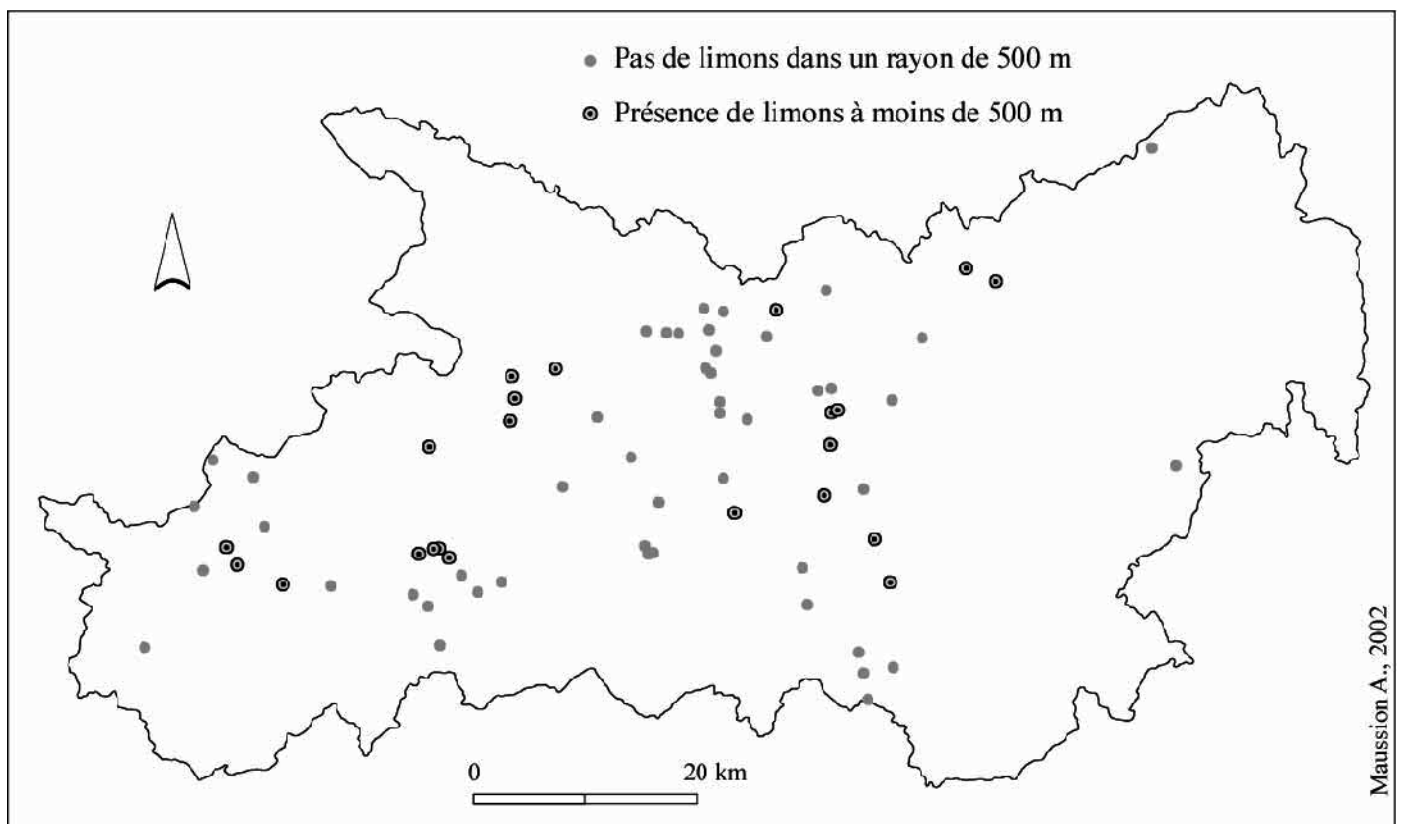 Pas de limons dans un rayon de 500 m
Présence de limons à moins de 500 m
0 20 km
Maussion A., 2002